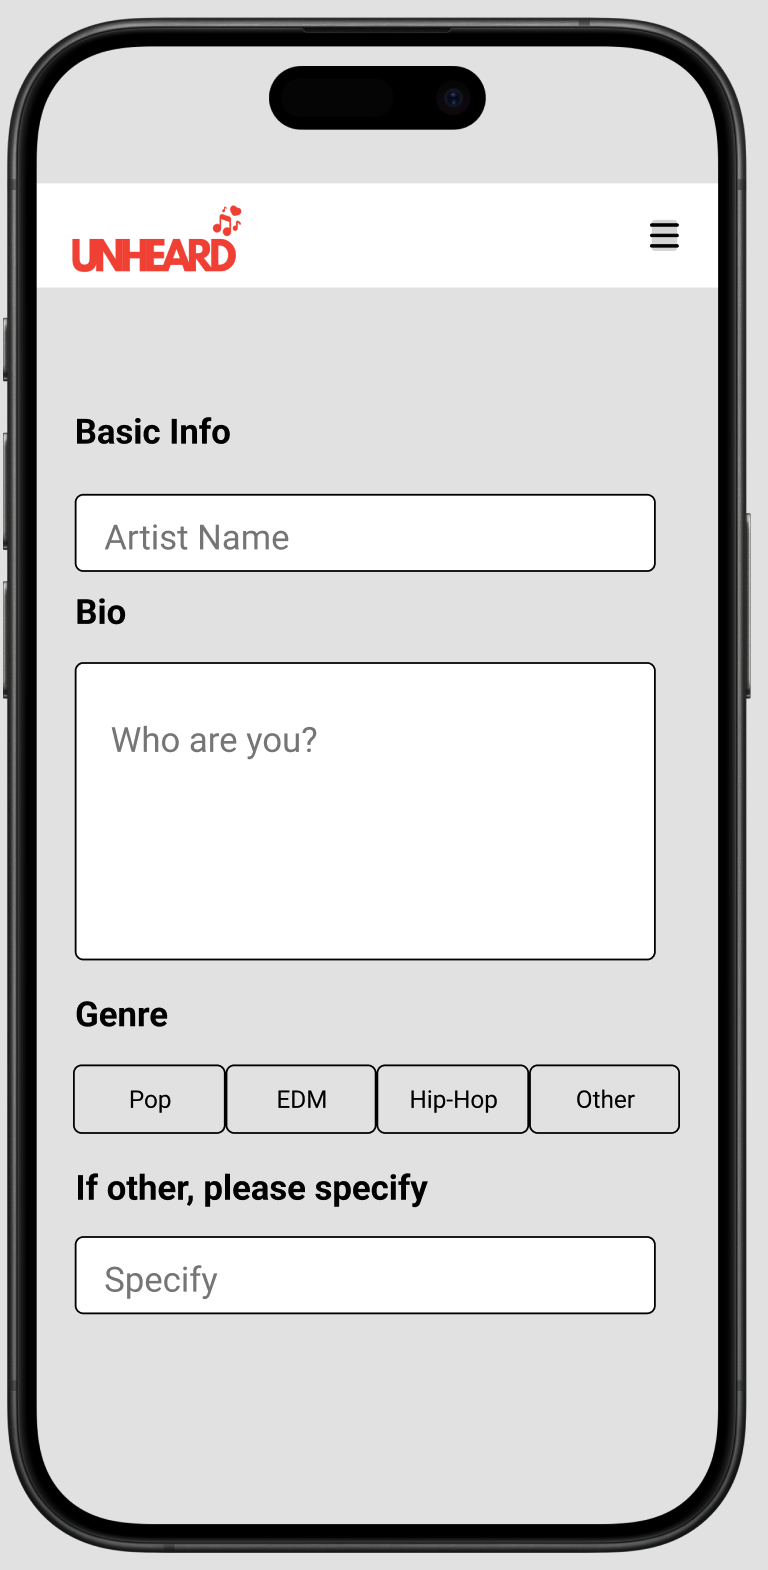 UNHEARD
Basic Info
Artist Name
Bio
Who are you?
Genre
Pop EDM Hip-Hop Other
If other, please specify
Specify